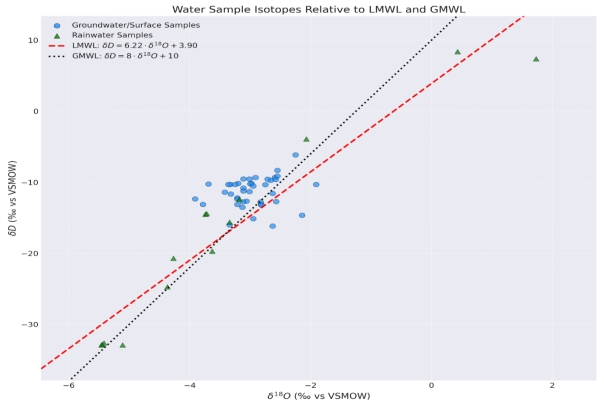 Water Sample Isotopes Relative to LMWL and GMWL
Groundwater/Surface Samples
Rainwater Samples
LMWL: δD = 6.22 · δ¹⁸O + 3.90
GMWL: δD = 8 · δ¹⁸O + 10
10
0
−10
−20
−30
δD (‰ vs VSMOW)
−6
−4
−2
0
2
δ¹⁸O (‰ vs VSMOW)